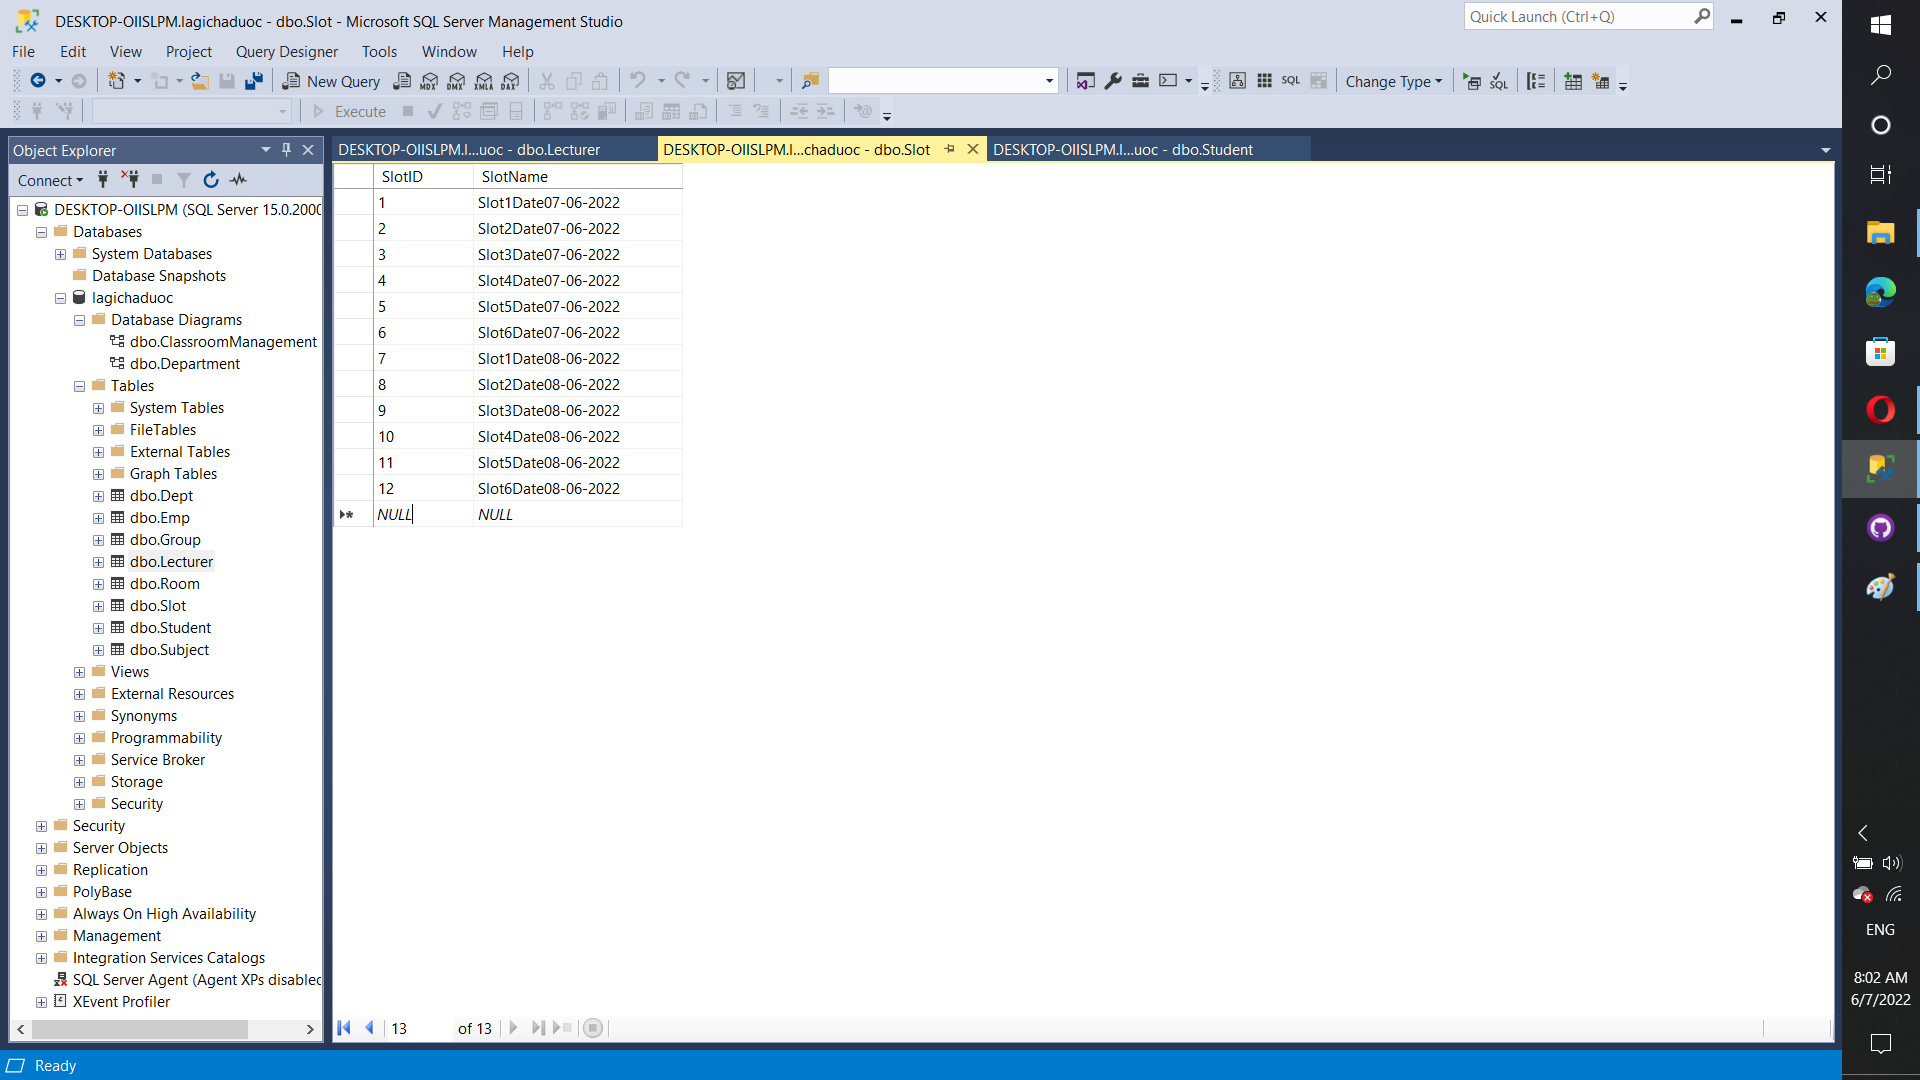 DESKTOP-OIISLPM.lagichaduoc - dbo.Slot - Microsoft SQL Server Management Studio
Quick Launch (Ctrl+Q)
File Edit View Project Query Designer Tools Window Help
New Query MDX DMX XMLA DAX SQL Change Type SQL
Execute
Object Explorer
DESKTOP-OIISLPM.l...uoc - dbo.Lecturer DESKTOP-OIISLPM.l...chaduoc - dbo.Slot DESKTOP-OIISLPM.l...uoc - dbo.Student
Connect
DESKTOP-OIISLPM (SQL Server 15.0.2000
Databases
System Databases
Database Snapshots
lagichaduoc
Database Diagrams
dbo.ClassroomManagement
dbo.Department
Tables
System Tables
FileTables
External Tables
Graph Tables
dbo.Dept
dbo.Emp
dbo.Group
dbo.Lecturer
dbo.Room
dbo.Slot
dbo.Student
dbo.Subject
Views
External Resources
Synonyms
Programmability
Service Broker
Storage
Security
Security
Server Objects
Replication
PolyBase
Always On High Availability
Management
Integration Services Catalogs
SQL Server Agent (Agent XPs disabled
XEvent Profiler
SlotID SlotName
1 Slot1Date07-06-2022
2 Slot2Date07-06-2022
3 Slot3Date07-06-2022
4 Slot4Date07-06-2022
5 Slot5Date07-06-2022
6 Slot6Date07-06-2022
7 Slot1Date08-06-2022
8 Slot2Date08-06-2022
9 Slot3Date08-06-2022
10 Slot4Date08-06-2022
11 Slot5Date08-06-2022
12 Slot6Date08-06-2022
NULL NULL
13 of 13
Ready
ENG
8:02 AM
6/7/2022